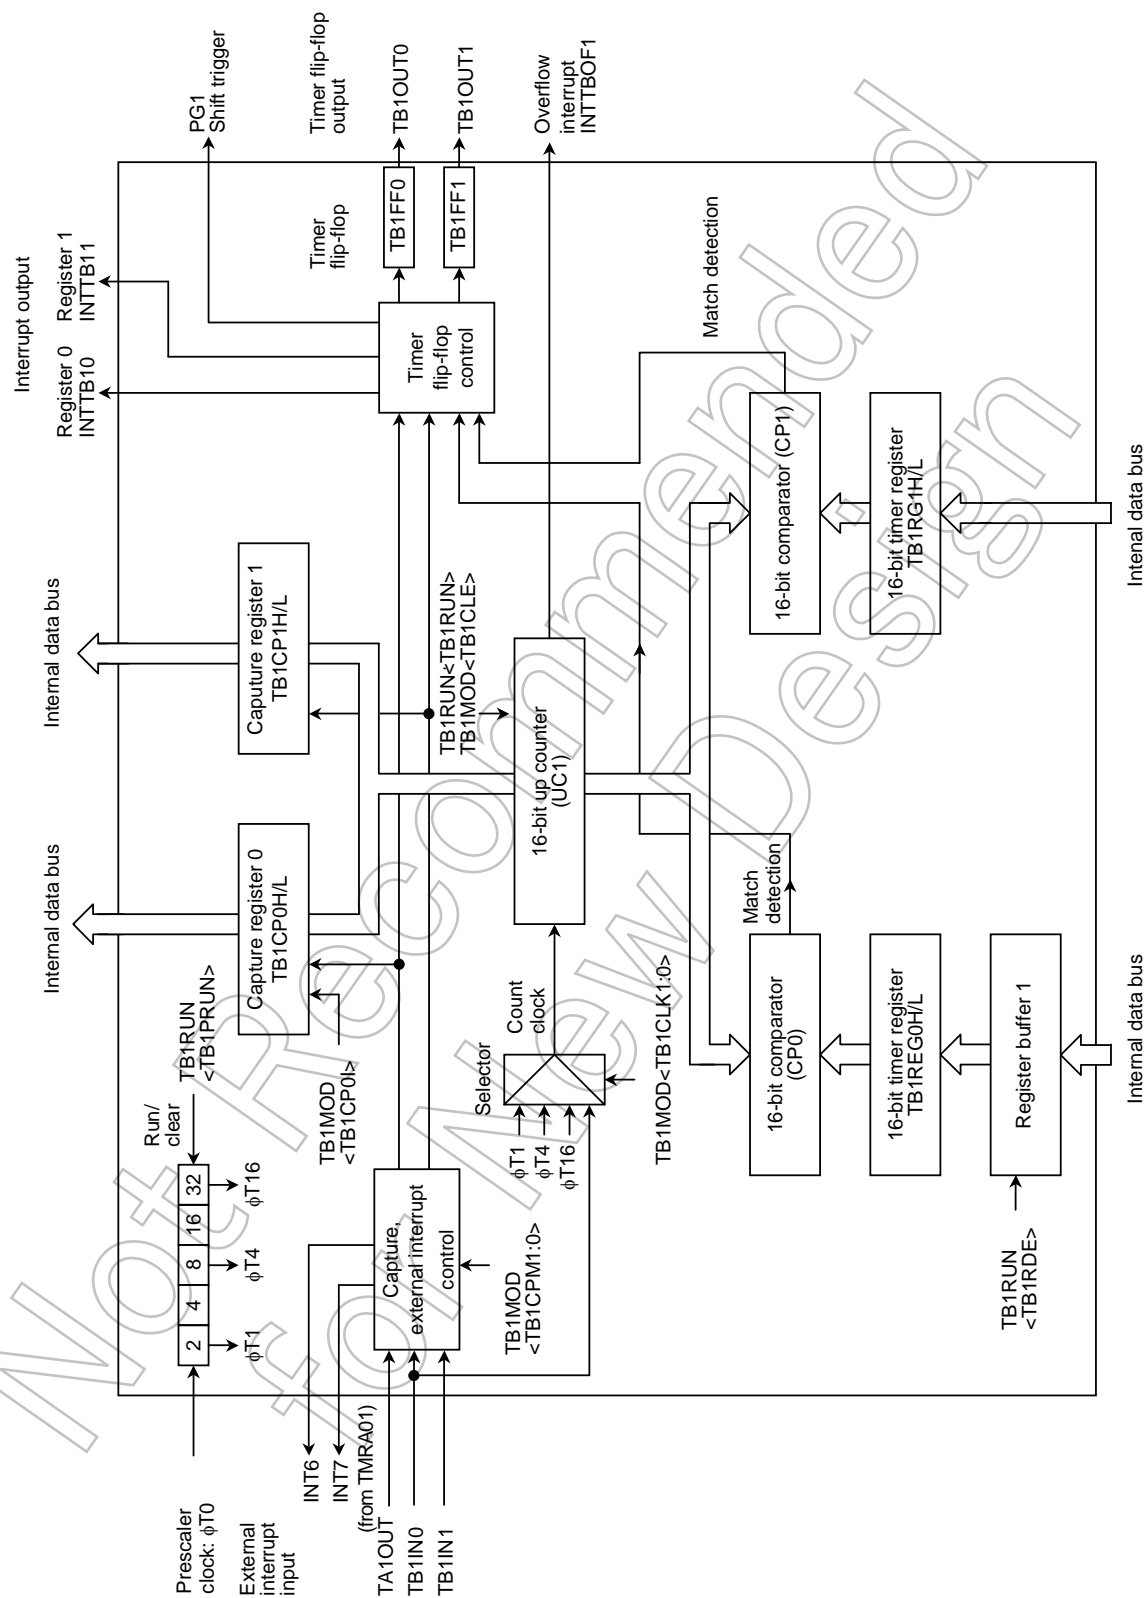 Prescaler
clock: ϕT0
2
4
8
16
32
Run/
clear
TB1RUN
<TB1PRUN>
ϕT1
ϕT4
ϕT16
External
interrupt
input
INT6
INT7
(from TMRA01)
TA1OUT
TB1IN0
TB1IN1
Capture,
external interrupt
control
TB1MOD
<TB1CPM1:0>
TB1MOD
<TB1CP0I>
Internal data bus
Capture register 0
TB1CP0H/L
Internal data bus
Caputure register 1
TB1CP1H/L
Interrupt output
Register 0
INTTB10
Register 1
INTTB11
PG1
Shift trigger
Timer
flip-flop
control
Timer
flip-flop
TB1FF0
TB1FF1
Timer flip-flop
output
TB1OUT0
TB1OUT1
TB1RUN<TB1RUN>
TB1MOD<TB1CLE>
Selector
ϕT1
ϕT4
ϕT16
Count
clock
TB1MOD<TB1CLK1:0>
16-bit up counter
(UC1)
Overflow
interrupt
INTTBOF1
Match
detection
Match detection
16-bit comparator
(CP0)
16-bit comparator (CP1)
16-bit timer register
TB1REG0H/L
16-bit timer register
TB1RG1H/L
Register buffer 1
TB1RUN
<TB1RDE>
Internal data bus
Intenal data bus
Not Recommended
for New Design